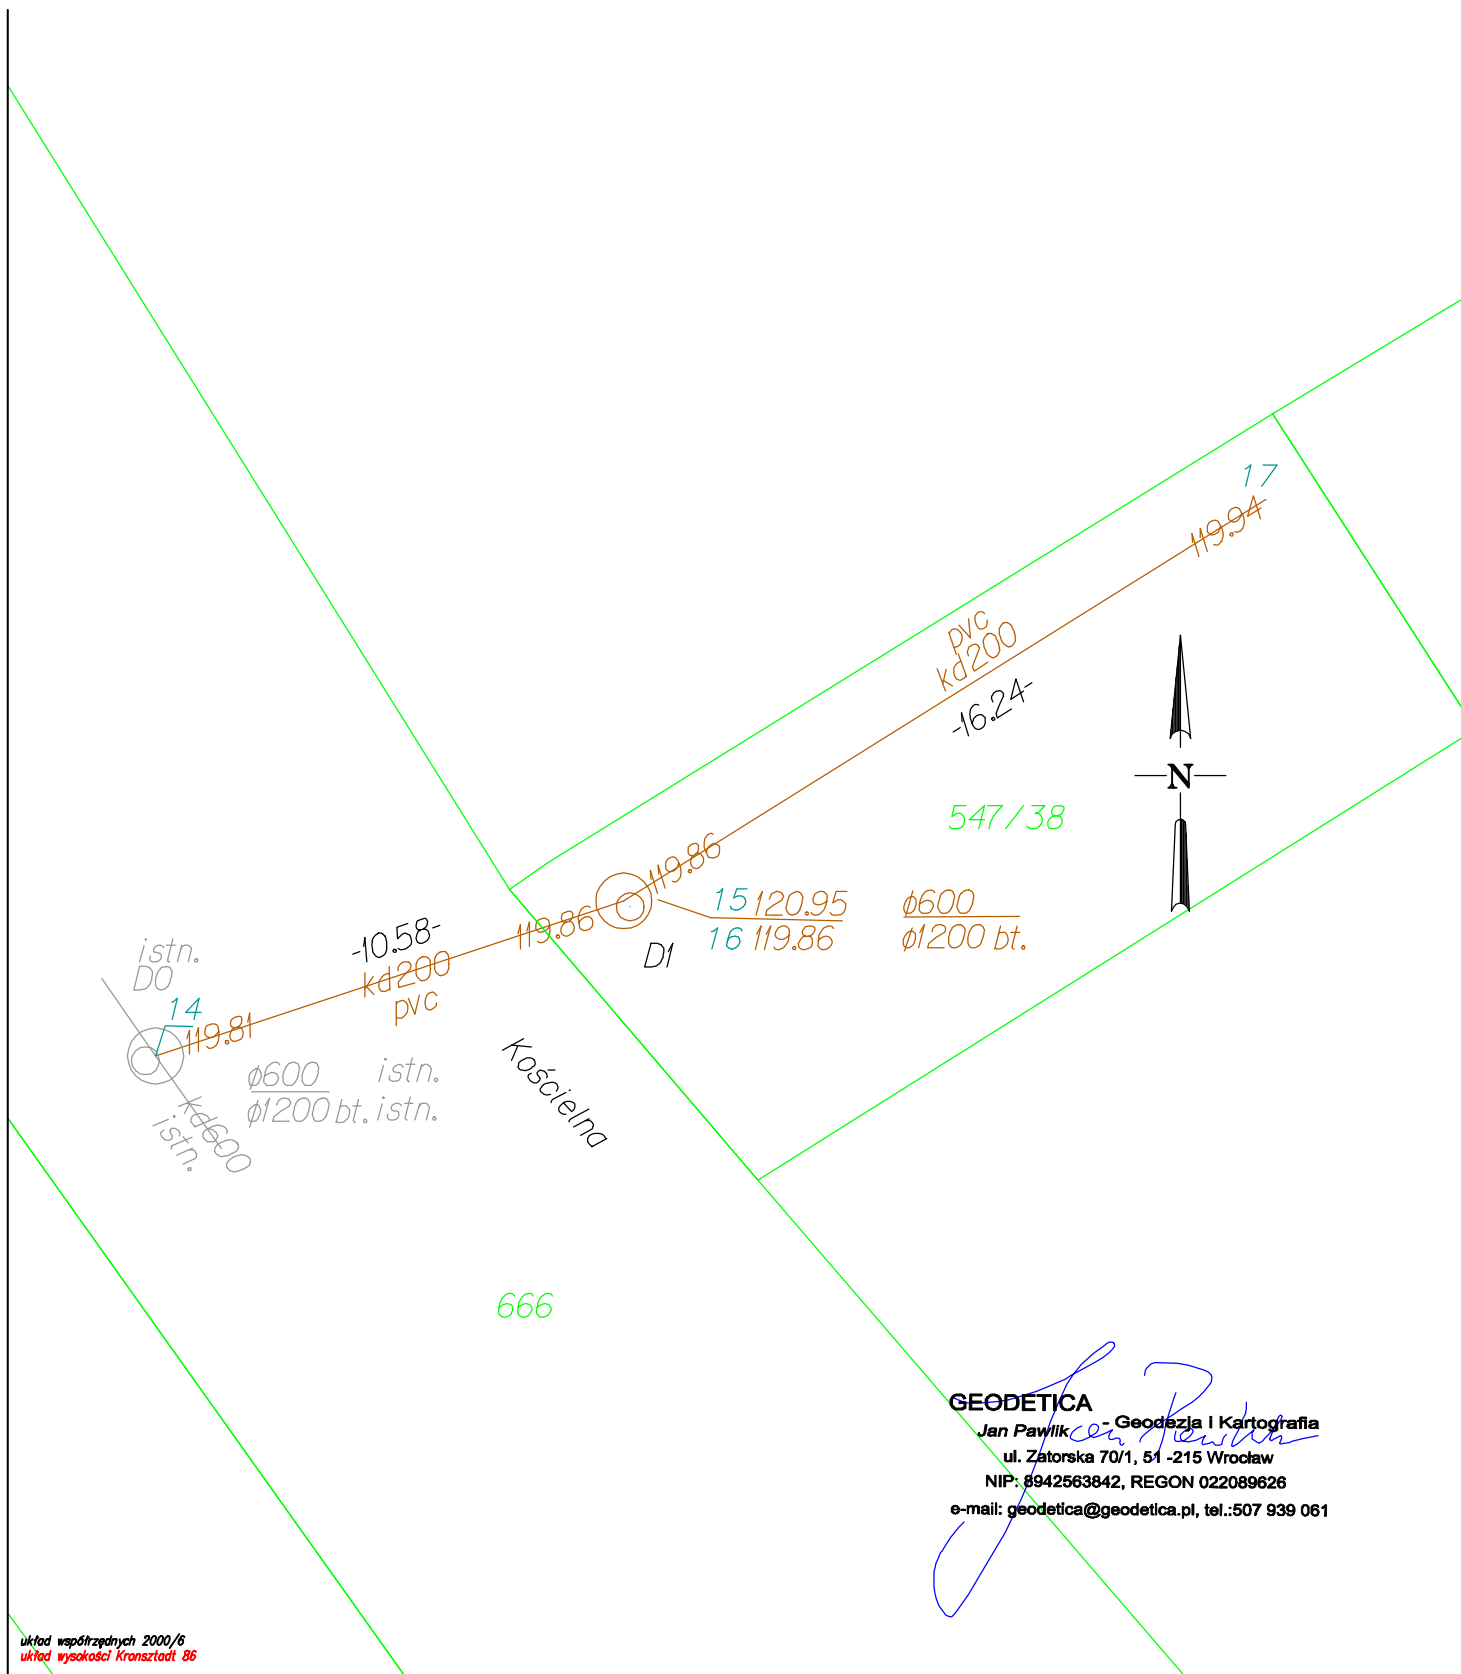 17
119.94
pvc
kd200
-16.24-
N
547/38
119.86
15 120.95
16 119.86
ϕ600
ϕ1200 bt.
119.86
D1
-10.58-
kd200
pvc
istn.
D0
14
119.81
ϕ600 istn.
ϕ1200 bt. istn.
kd600
istn.
Kościelna
666
GEODETICA
Jan Pawlik - Geodezja i Kartografia
ul. Zatorska 70/1, 51 -215 Wrocław
NIP: 8942563842, REGON 022089626
e-mail: geodetica@geodetica.pl, tel.:507 939 061
układ współrzędnych 2000/6
układ wysokości Kronsztadt 86